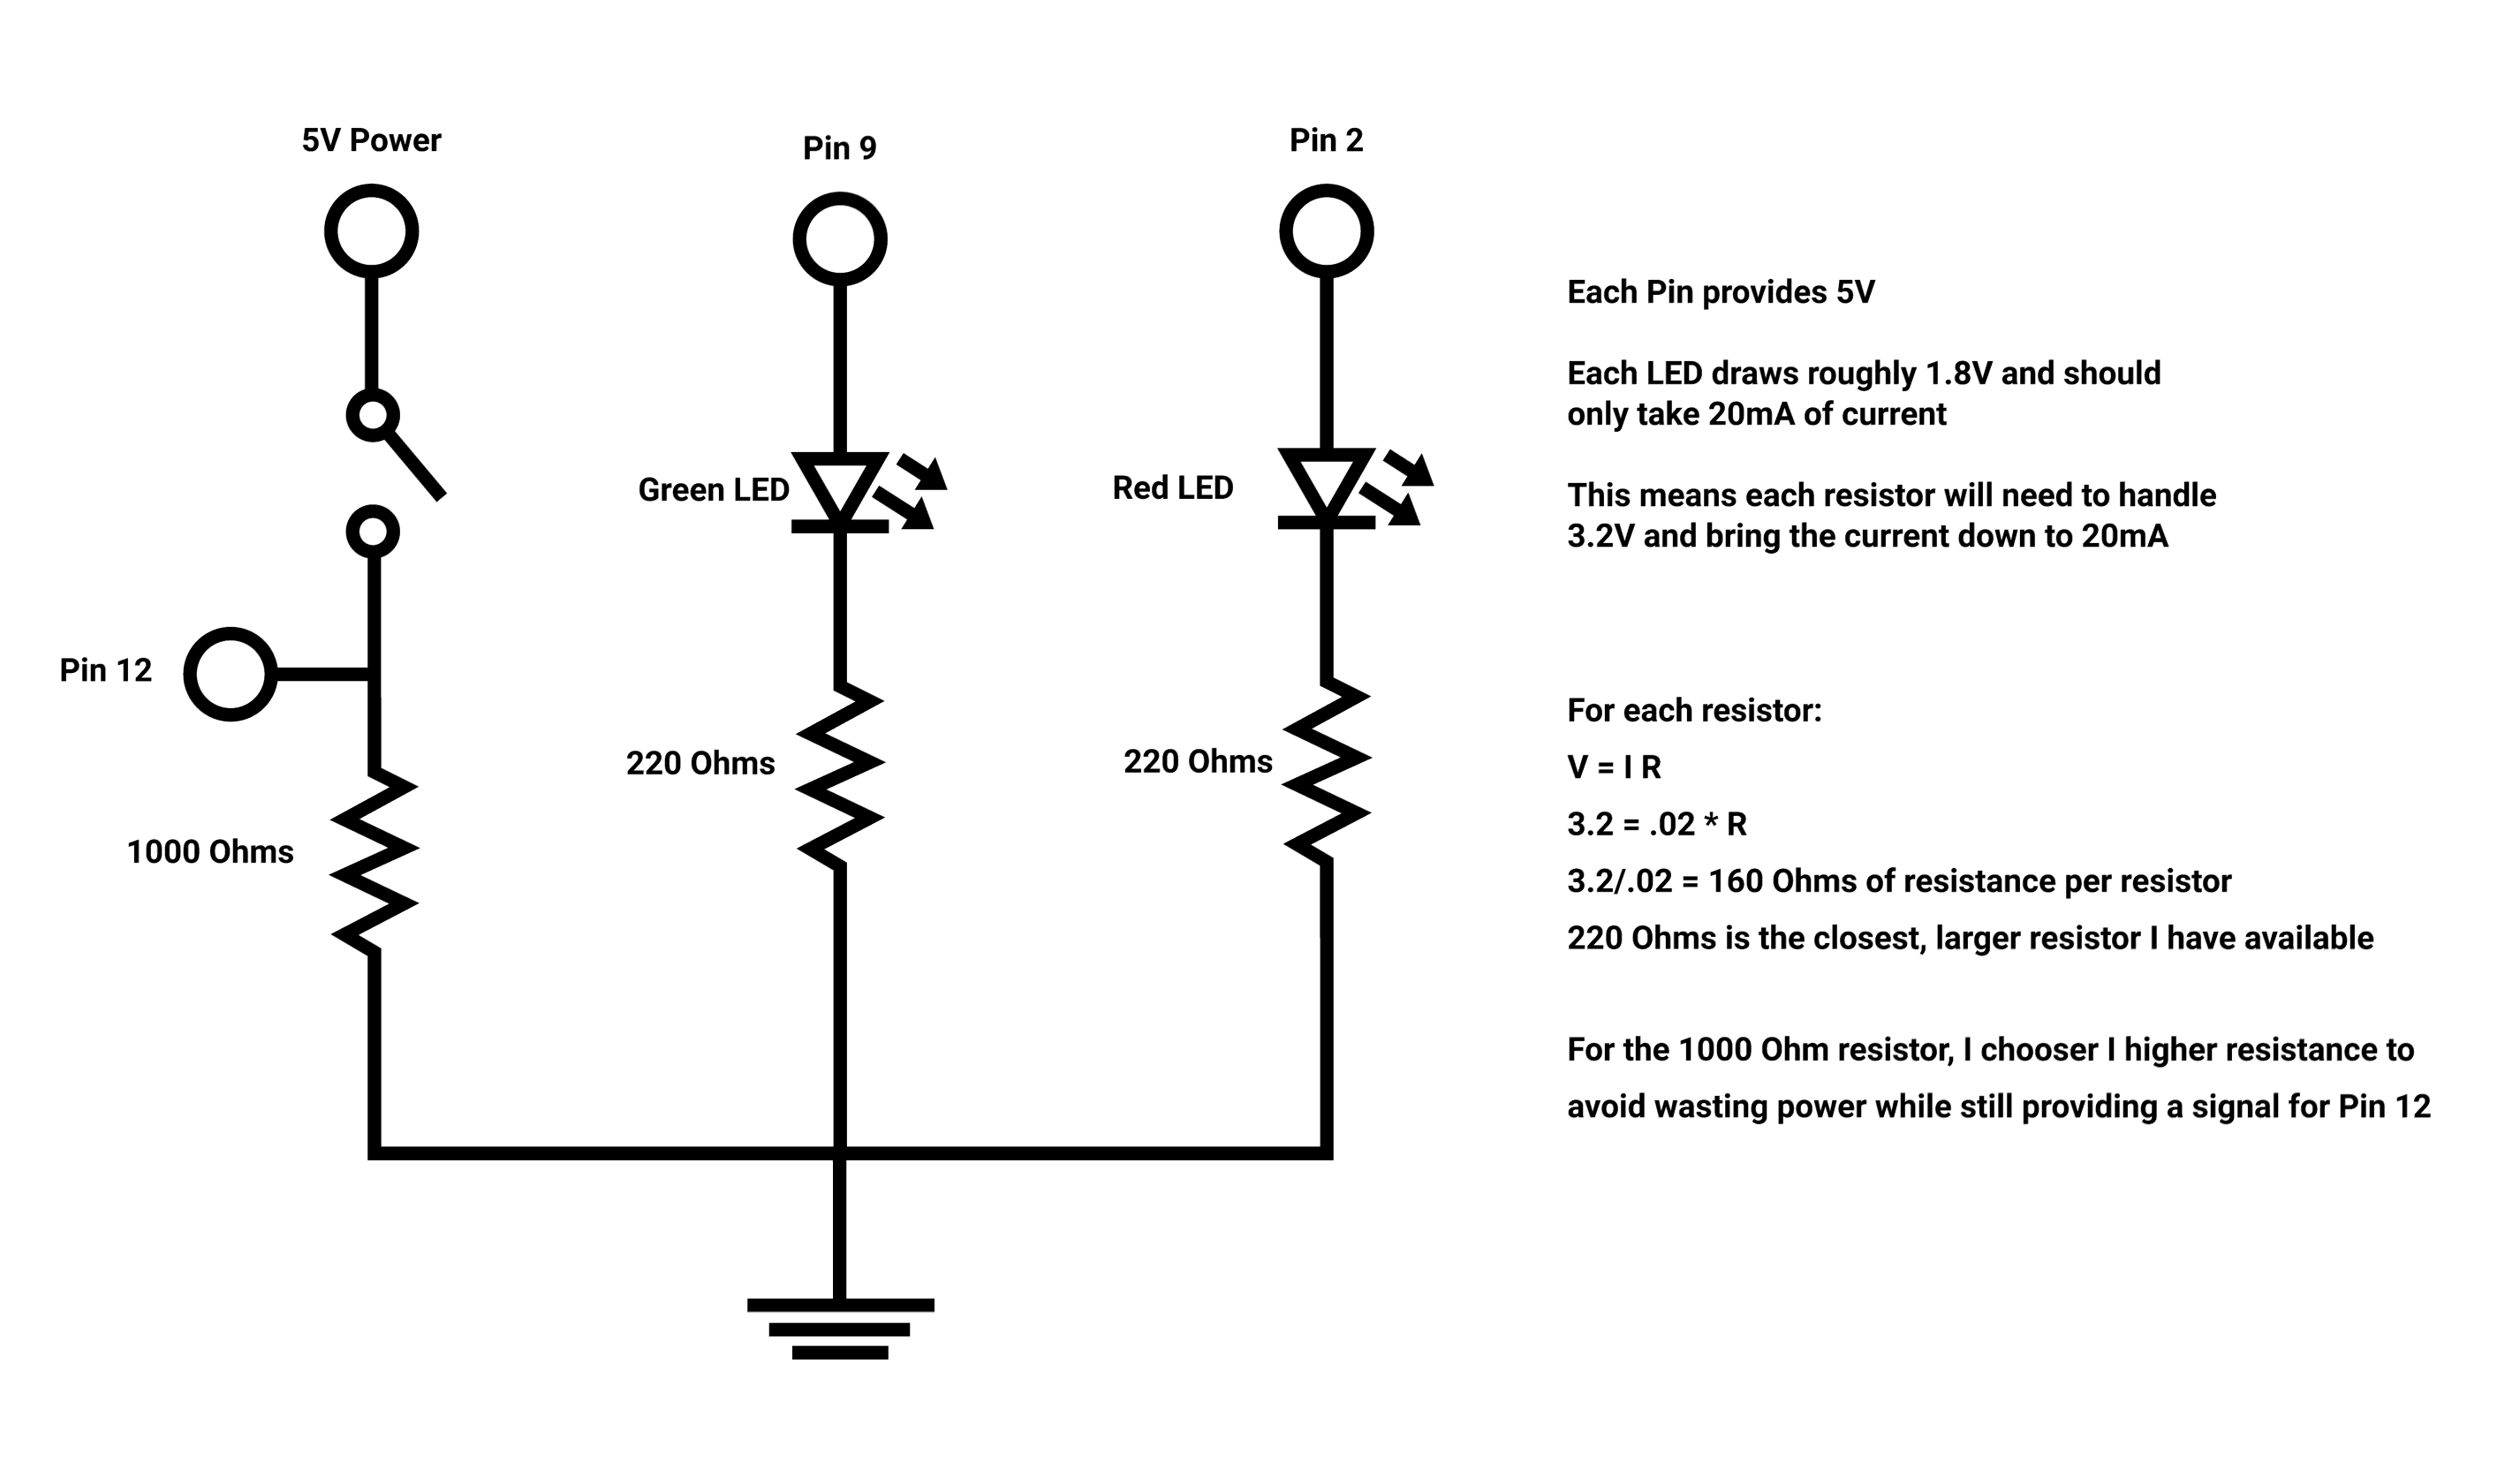 5V Power
Pin 9
Pin 2
Each Pin provides 5V
Each LED draws roughly 1.8V and should
only take 20mA of current
Green LED
Red LED
This means each resistor will need to handle
3.2V and bring the current down to 20mA
Pin 12
For each resistor:
V = I R
220 Ohms
220 Ohms
3.2 = .02 * R
1000 Ohms
3.2/.02 = 160 Ohms of resistance per resistor
220 Ohms is the closest, larger resistor I have available
For the 1000 Ohm resistor, I chooser I higher resistance to
avoid wasting power while still providing a signal for Pin 12